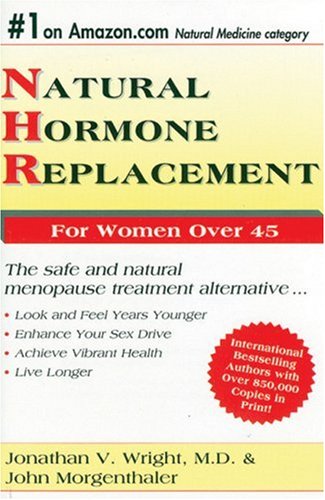 #1 on Amazon.com Natural Medicine category
NATURAL
HORMONE
REPLACEMENT
For Women Over 45
The safe and natural
menopause treatment alternative...
• Look and Feel Years Younger
• Enhance Your Sex Drive
• Achieve Vibrant Health
• Live Longer
International
Bestselling
Authors with
Over 850,000
Copies in
Print!
Jonathan V. Wright, M.D. &
John Morgenthaler